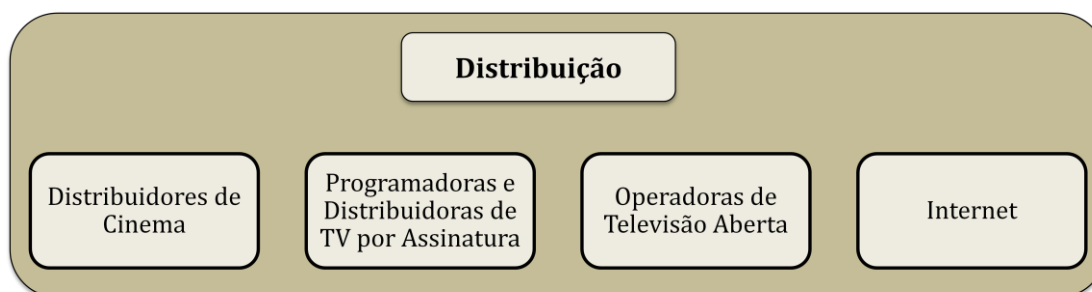 Distribuição
Distribuidores de
Cinema
Programadoras e
Distribuidoras de
TV por Assinatura
Operadoras de
Televisão Aberta
Internet